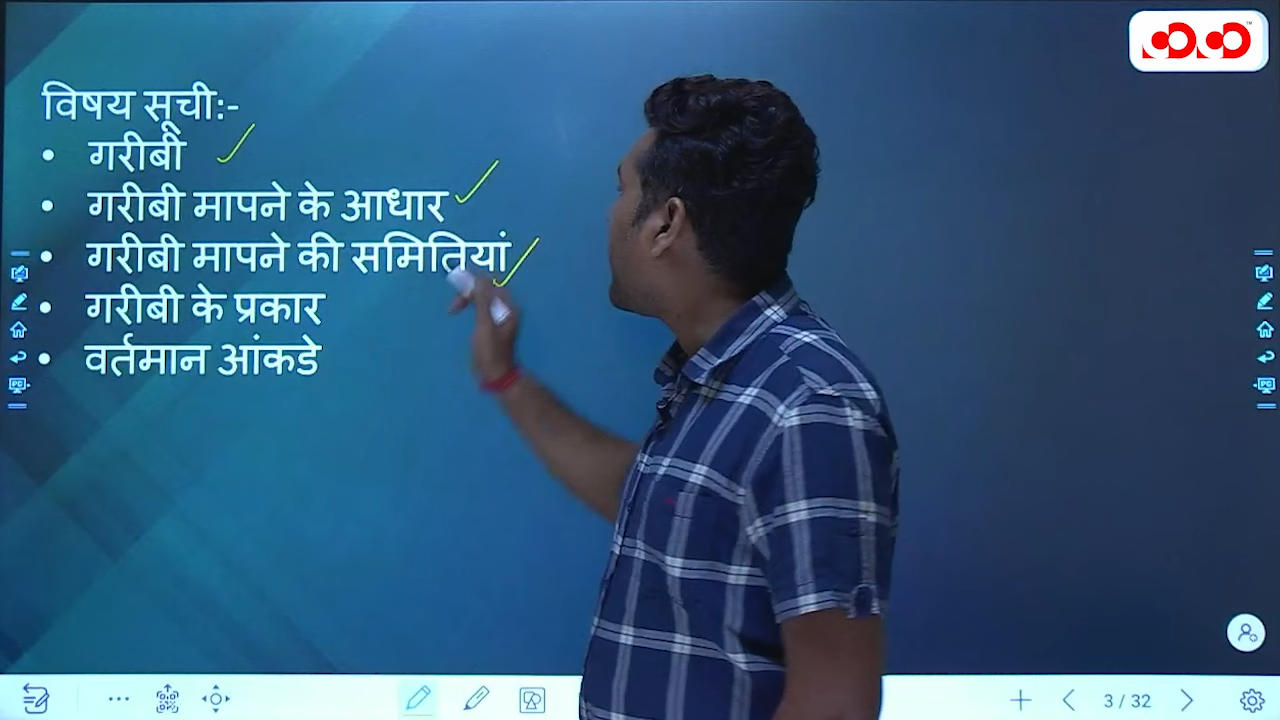 विषय सूची:-
• गरीबी
• गरीबी मापने के आधार
• गरीबी मापने की समितियां
• गरीबी के प्रकार
• वर्तमान आंकडे
3 / 32